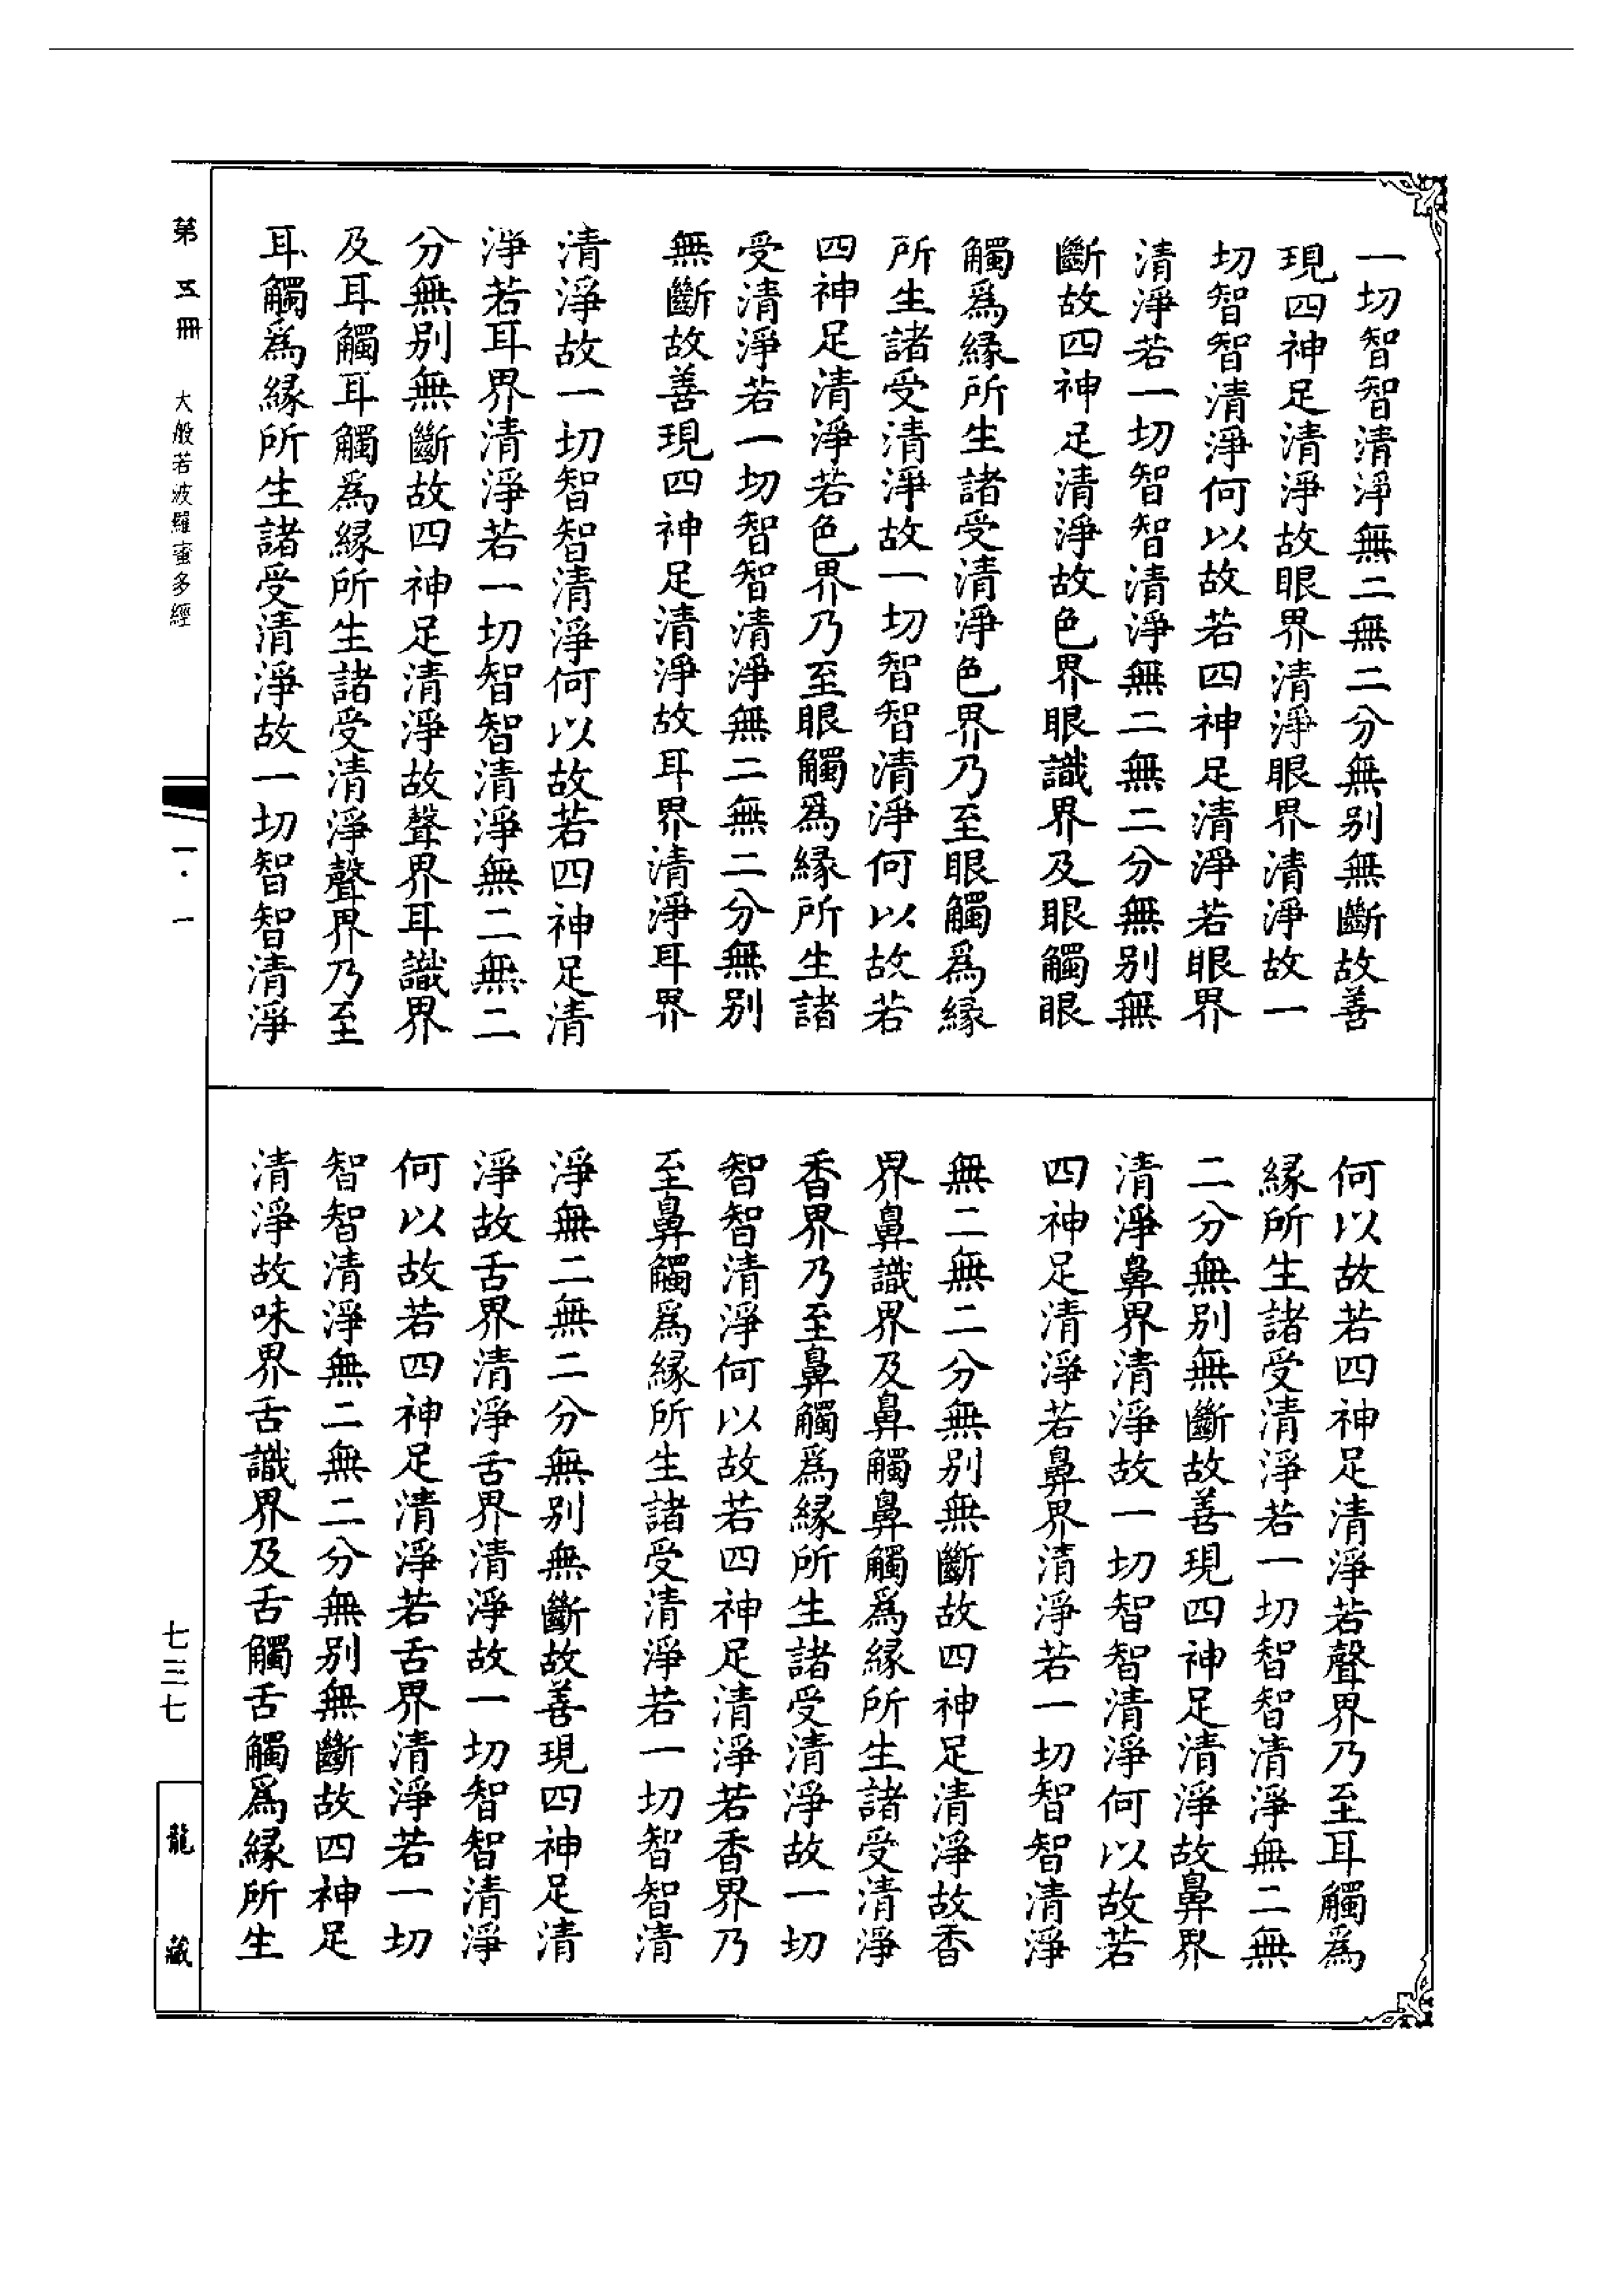 一切智智清淨無二無二分無別無斷故善
現四神足清淨故眼界清淨眼界清淨故一
切智智清淨何以故若四神足清淨若眼界
清淨若一切智智清淨無二無二分無別無
斷故四神足清淨故色界眼識界及眼觸眼
觸爲緣所生諸受清淨色界乃至眼觸爲緣
所生諸受清淨故一切智智清淨何以故若
四神足清淨若色界乃至眼觸爲緣所生諸
受清淨若一切智智清淨無二無二分無別
無斷故善現四神足清淨故耳界清淨耳界
清淨故一切智智清淨何以故若四神足清
淨若耳界清淨若一切智智清淨無二無二
分無別無斷故四神足清淨故聲界耳識界
及耳觸耳觸爲緣所生諸受清淨聲界乃至
耳觸爲緣所生諸受清淨故一切智智清淨
何以故若四神足清淨若聲界乃至耳觸爲
緣所生諸受清淨若一切智智清淨無二無
二分無別無斷故善現四神足清淨故鼻界
清淨鼻界清淨故一切智智清淨何以故若
四神足清淨若鼻界清淨若一切智智清淨
無二無二分無別無斷故四神足清淨故香
界鼻識界及鼻觸鼻觸爲緣所生諸受清淨
香界乃至鼻觸爲緣所生諸受清淨故一切
智智清淨何以故若四神足清淨若香界乃
至鼻觸爲緣所生諸受清淨若一切智智清
淨無二無二分無別無斷故善現四神足清
淨故舌界清淨舌界清淨故一切智智清淨
何以故若四神足清淨若舌界清淨若一切
智智清淨無二無二分無別無斷故四神足
清淨故味界舌識界及舌觸舌觸爲緣所生
第五冊 大般若波羅蜜多經
一·一
七三七
龍藏